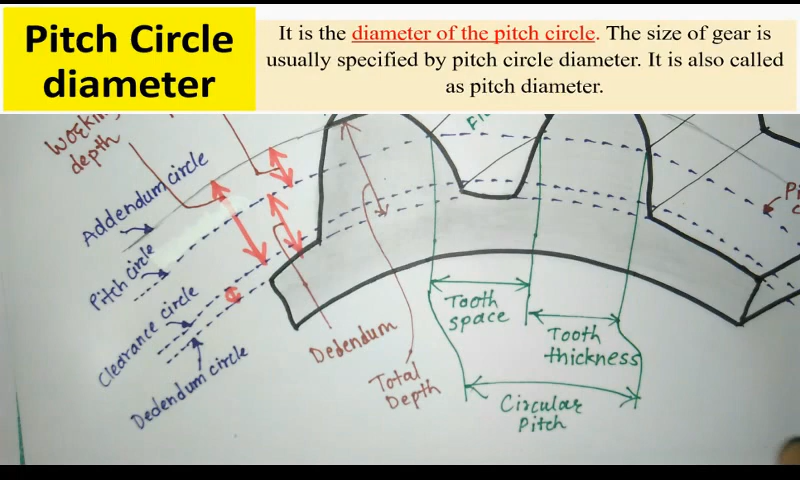 Pitch Circle
diameter
It is the diameter of the pitch circle. The size of gear is
usually specified by pitch circle diameter. It is also called
as pitch diameter.
depth
Addendum circle
Pitch circle
Clearance circle
Dedendum circle
Dedendum
Total
Depth
Tooth
space
Tooth
thickness
Circular
Pitch